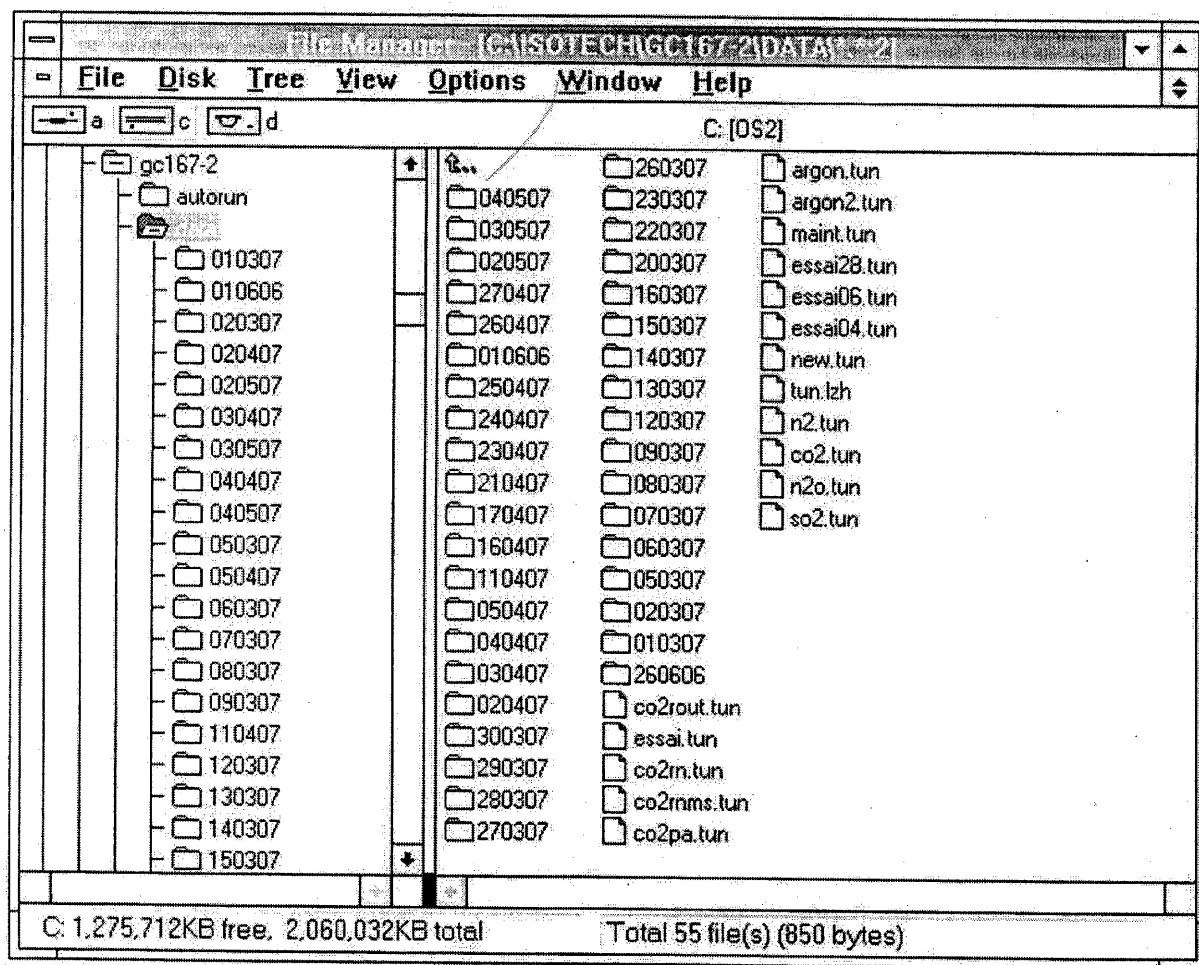 File Manager - [C:\ISOTECH\GC167-2\DATA\*.*-2]
File Disk Tree View Options Window Help
a c d C: [OS2]
gc167-2
autorun
010307
010606
020307
020407
020507
030407
030507
040407
040507
050307
050407
060307
070307
080307
090307
110407
120307
130307
140307
150307
040507
030507
020507
270407
260407
010606
250407
240407
230407
210407
170407
160407
110407
050407
040407
030407
020407
300307
290307
280307
270307
260307
230307
220307
200307
160307
150307
140307
130307
120307
090307
080307
070307
060307
050307
020307
010307
260606
co2rout.tun
essai.tun
co2rn.tun
co2rnms.tun
co2pa.tun
argon.tun
argon2.tun
maint.tun
essai28.tun
essai06.tun
essai04.tun
new.tun
tun.lzh
n2.tun
co2.tun
n2o.tun
so2.tun
C: 1,275,712KB free, 2,060,032KB total Total 55 file(s) (850 bytes)